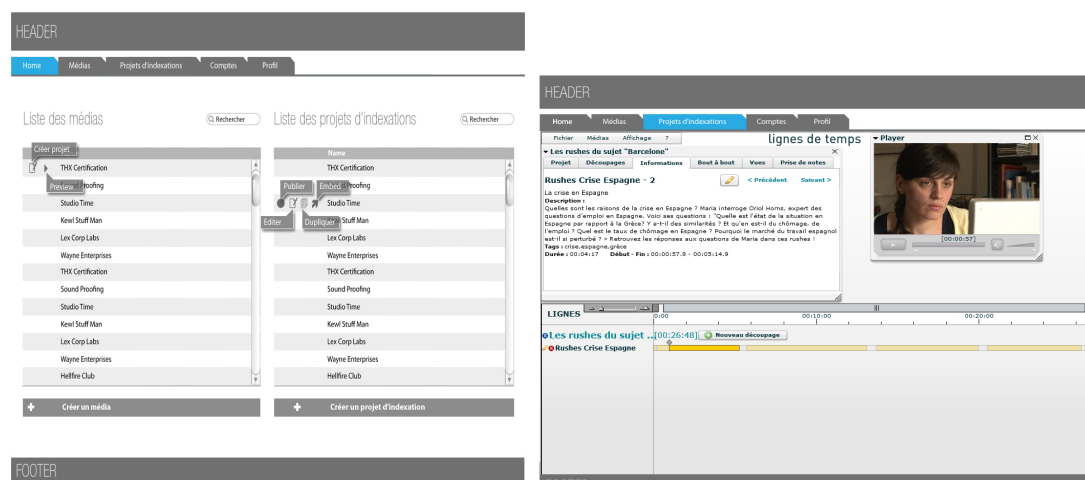 HEADER
Home Médias Projets d'indexations Comptes Profil
Liste des médias
Rechercher
Créer projet
THX Certification
Preview
Proofing
Studio Time
Kewl Stuff Man
Lex Corp Labs
Wayne Enterprises
THX Certification
Sound Proofing
Studio Time
Kewl Stuff Man
Lex Corp Labs
Wayne Enterprises
Hellfire Club
Créer un média
Liste des projets d'indexations
Rechercher
Name
THX Certification
Publier Embed Proofing
Studio Time
Editer Dupliquer Stuff Man
Lex Corp Labs
Wayne Enterprises
THX Certification
Sound Proofing
Studio Time
Kewl Stuff Man
Lex Corp Labs
Wayne Enterprises
Hellfire Club
Créer un projet d'indexation
FOOTER
HEADER
Home Médias Projets d'indexations Comptes Profil
Fichier Médias Affichage ?
lignes de temps
Les rushes du sujet "Barcelone"
Projet Découpages Informations Bout à bout Vues Prise de notes
Rushes Crise Espagne - 2
< Précédent Suivant >
La crise en Espagne
Description :
Quelles sont les raisons de la crise en Espagne ? Maria interroge Oriol Homs, expert des
questions d'emploi en Espagne. Voici ses questions : "Quelle est l'état de la situation en
Espagne par rapport à la Grèce? Y a-t-il des similarités ? Et qu'en est-il du chômage, de
l'emploi ? Quel est le taux de chômage en Espagne ? Pourquoi le marché du travail espagnol
est-il si perturbé ? > Retrouvez les réponses aux questions de Maria dans ces rushes !
Tags : crise,espagne,grèce
Durée : 00:04:17 Début - Fin : 00:00:57.9 - 00:05:14.9
Player
[00:00:57]
LIGNES
0:00 00:10:00 00:20:00
Les rushes du sujet ..[00:26:48] Nouveau découpage
Rushes Crise Espagne